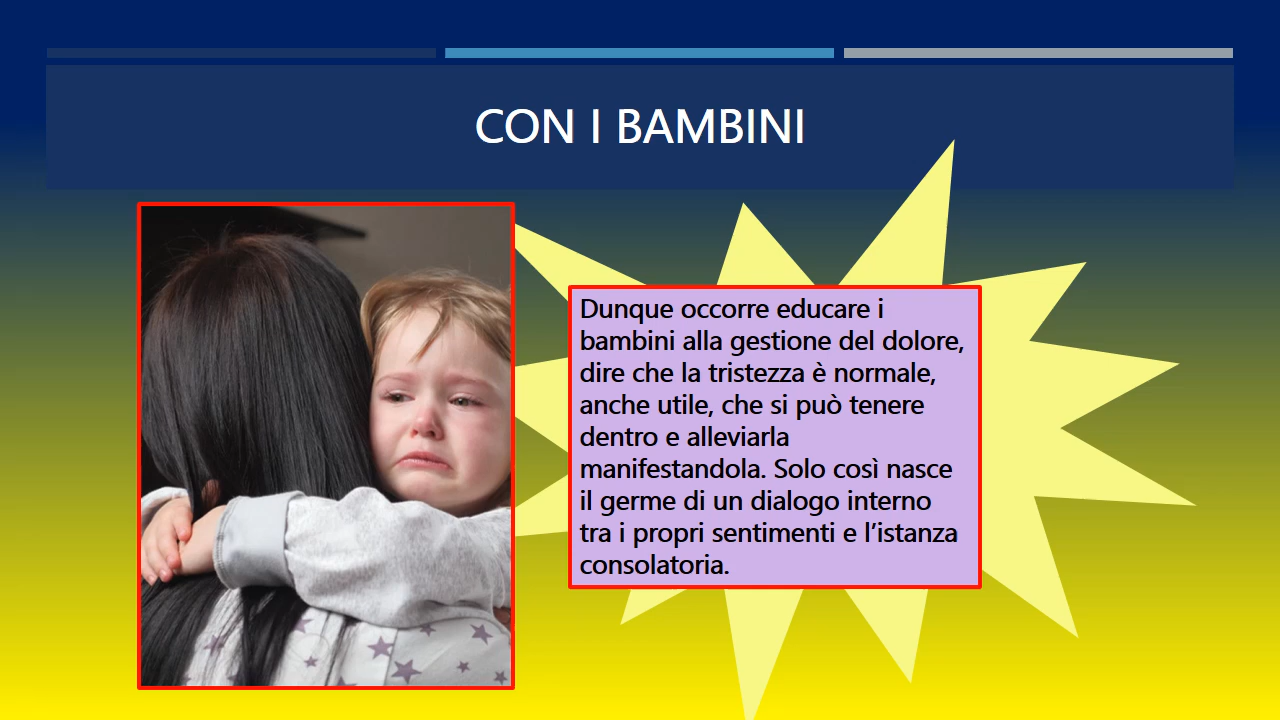 CON I BAMBINI
Dunque occorre educare i
bambini alla gestione del dolore,
dire che la tristezza è normale,
anche utile, che si può tenere
dentro e alleviarla
manifestandola. Solo così nasce
il germe di un dialogo interno
tra i propri sentimenti e l’istanza
consolatoria.